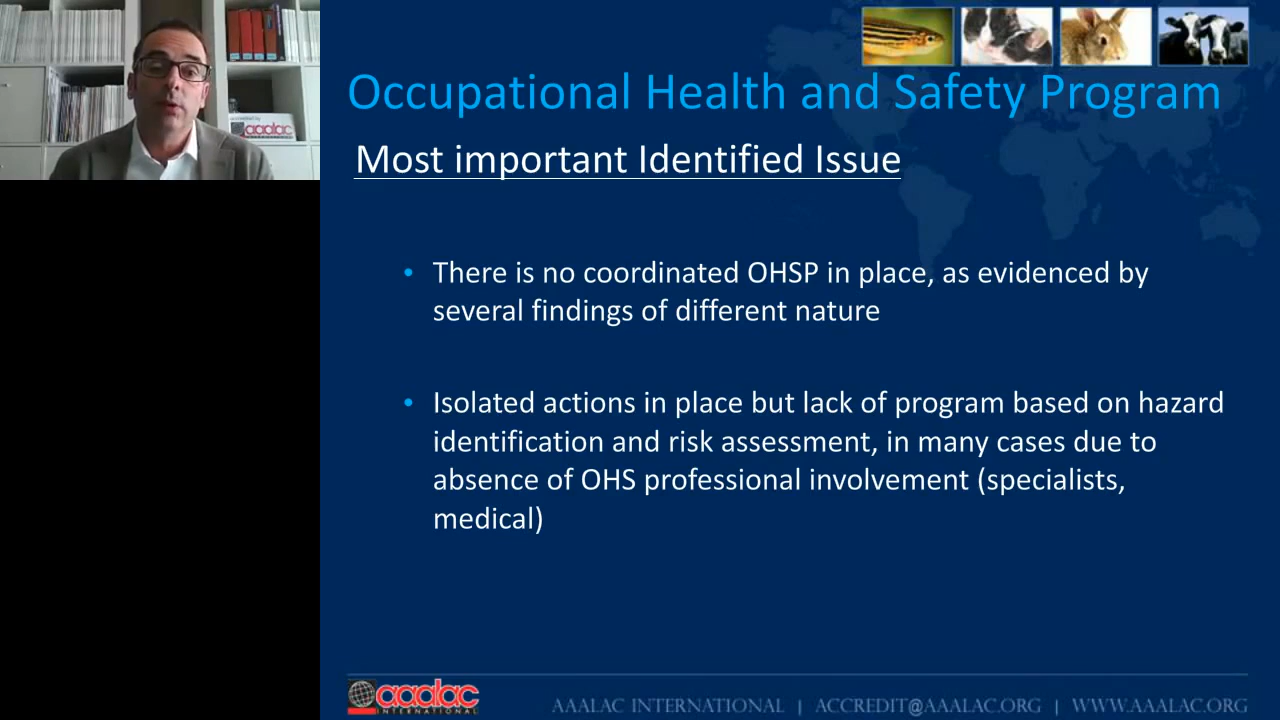 Occupational Health and Safety Program
Most important Identified Issue
• There is no coordinated OHSP in place, as evidenced by
several findings of different nature
• Isolated actions in place but lack of program based on hazard
identification and risk assessment, in many cases due to
absence of OHS professional involvement (specialists,
medical)
aaalac
aaalac
INTERNATIONAL
AAALAC INTERNATIONAL | ACCREDIT@AAALAC.ORG | WWW.AAALAC.ORG